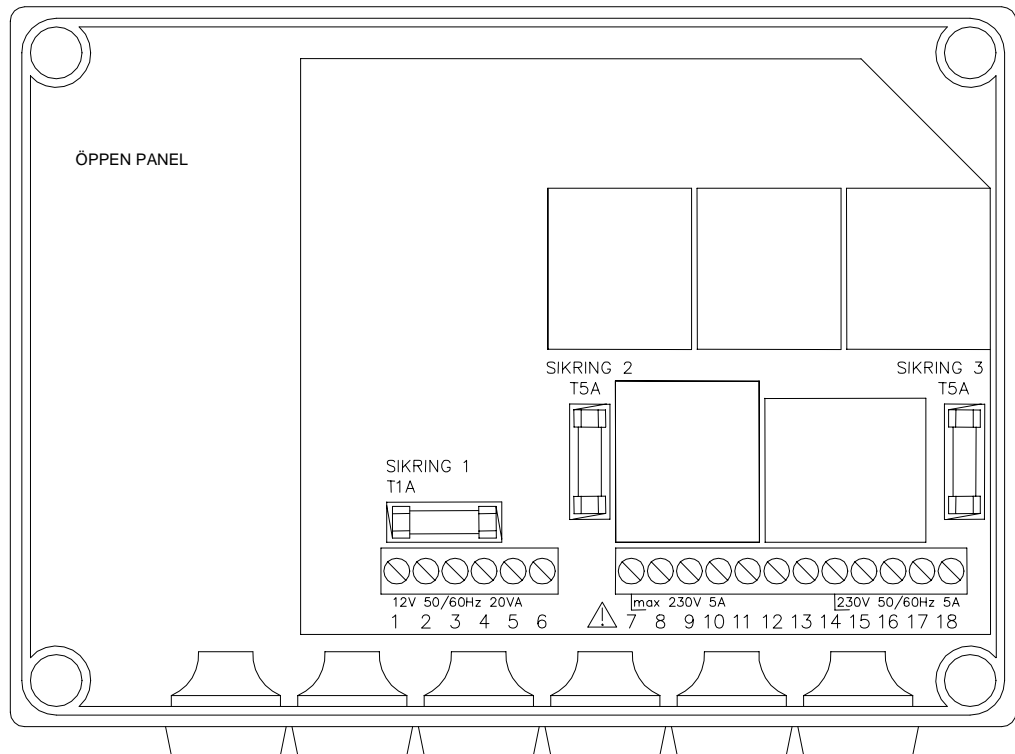 ÖPPEN PANEL
SIKRING 2
T5A
SIKRING 3
T5A
SIKRING 1
T1A
12V 50/60Hz 20VA
max 230V 5A
230V 50/60Hz 5A
1 2 3 4 5 6 7 8 9 10 11 12 13 14 15 16 17 18